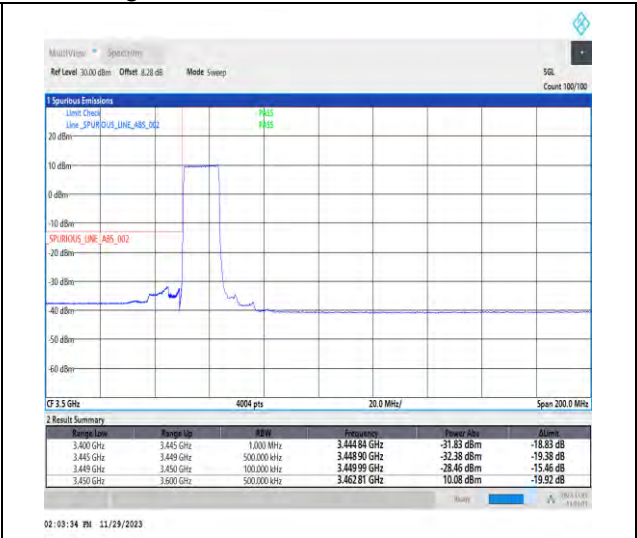 MultiView Spectrum
Ref Level 30.00 dBm Offset 8.28 dB Mode Sweep SGL
Count 100/100
1 Spurious Emissions
Limit Check PASS
Line _SPURIOUS_LINE_ABS_002 PASS
20 dBm
10 dBm
0 dBm
-10 dBm
_SPURIOUS_LINE_ABS_002
-20 dBm
-30 dBm
-40 dBm
-50 dBm
-60 dBm
CF 3.5 GHz 4004 pts 20.0 MHz/ Span 200.0 MHz
2 Result Summary
Range Low Range Up RBW Frequency Power Abs ΔLimit
3.400 GHz 3.445 GHz 1.000 MHz 3.444 84 GHz -31.83 dBm -18.83 dB
3.445 GHz 3.449 GHz 500.000 kHz 3.448 90 GHz -32.38 dBm -19.38 dB
3.449 GHz 3.450 GHz 100.000 kHz 3.449 99 GHz -28.46 dBm -15.46 dB
3.450 GHz 3.600 GHz 500.000 kHz 3.462 81 GHz 10.08 dBm -19.92 dB
Ready
02:03:34 PM 11/29/2023